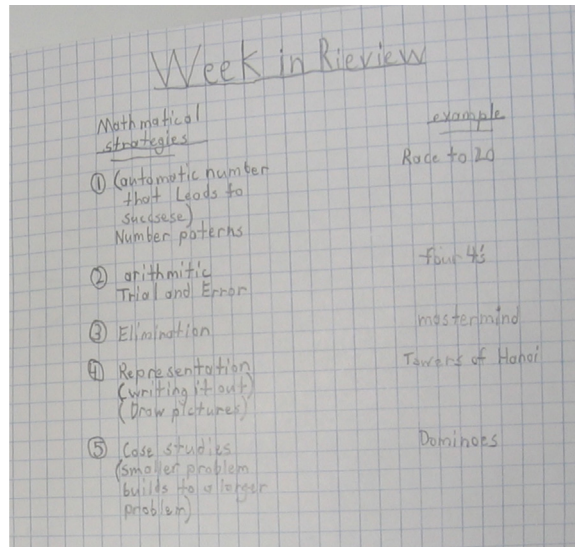 Week in Rieview
Mathmatical
strategies
example
① (automatic number
that Leads to
sucsese)
Number paterns
Race to 20
② arithmitic
Trial and Error
four 4's
③ Elimination
mastermind
④ Representation
(writing it out)
(Draw pictures)
Towers of Hanoi
⑤ Case studies
(smaller problem
builds to a larger
problem)
Dominoes